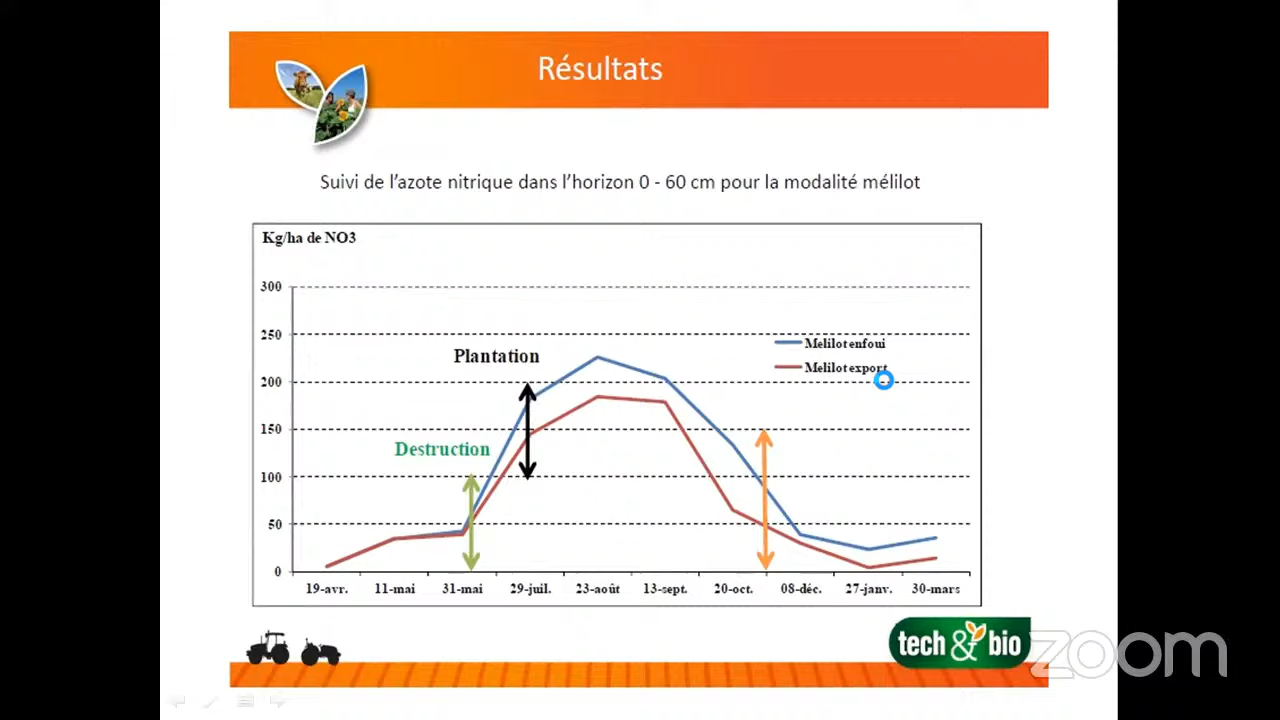 Résultats
Suivi de l'azote nitrique dans l'horizon 0 - 60 cm pour la modalité mélilot
Kg/ha de NO3
300
250
200
150
100
50
0
Plantation
Destruction
Melilot enfoui
Melilot export
19-avr. 11-mai 31-mai 29-juil. 23-août 13-sept. 20-oct. 08-déc. 27-janv. 30-mars
tech & bio
zoom